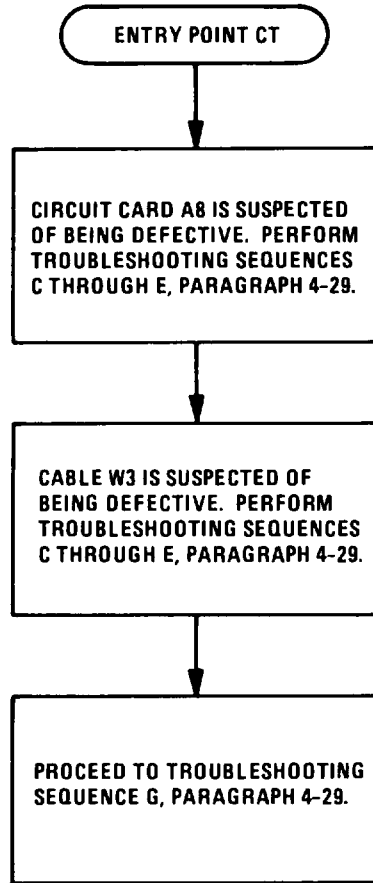 ENTRY POINT CT
CIRCUIT CARD A8 IS SUSPECTED
OF BEING DEFECTIVE. PERFORM
TROUBLESHOOTING SEQUENCES
C THROUGH E, PARAGRAPH 4-29.
CABLE W3 IS SUSPECTED OF
BEING DEFECTIVE. PERFORM
TROUBLESHOOTING SEQUENCES
C THROUGH E, PARAGRAPH 4-29.
PROCEED TO TROUBLESHOOTING
SEQUENCE G, PARAGRAPH 4-29.